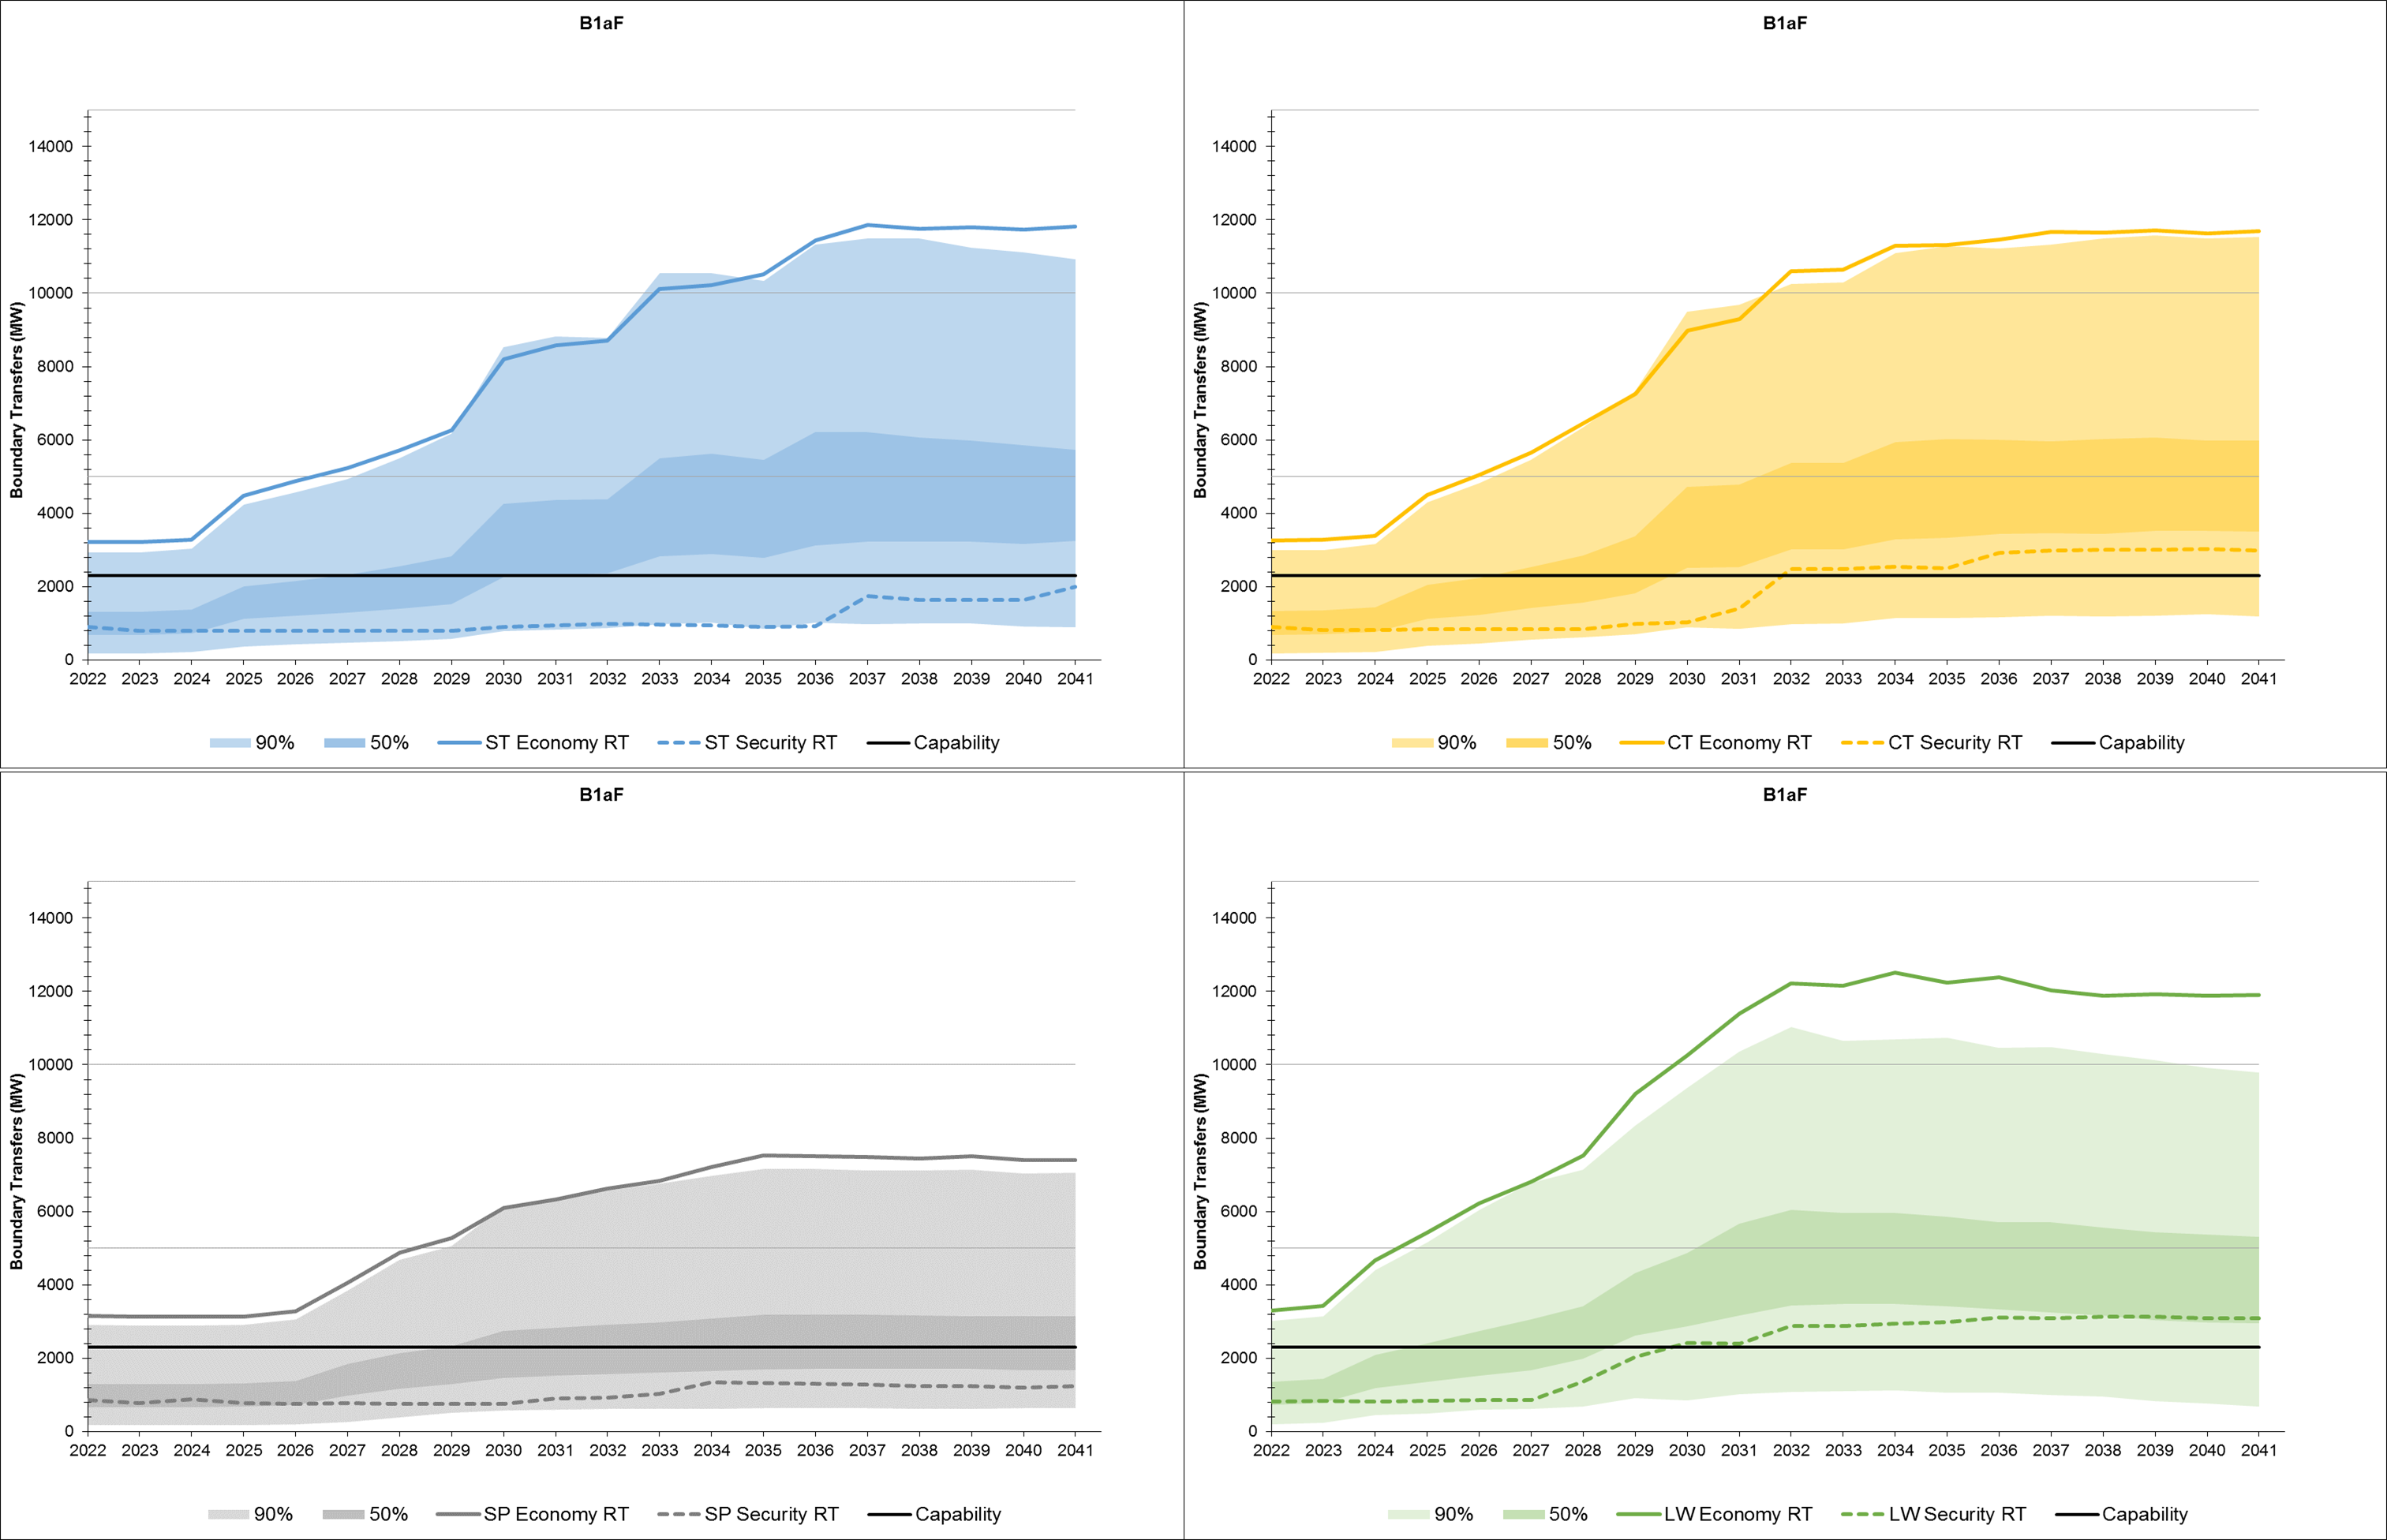 B1aF
Boundary Transfers (MW)
14000
12000
10000
8000
6000
4000
2000
0
2022 2023 2024 2025 2026 2027 2028 2029 2030 2031 2032 2033 2034 2035 2036 2037 2038 2039 2040 2041
90% 50% ST Economy RT ST Security RT Capability
B1aF
Boundary Transfers (MW)
14000
12000
10000
8000
6000
4000
2000
0
2022 2023 2024 2025 2026 2027 2028 2029 2030 2031 2032 2033 2034 2035 2036 2037 2038 2039 2040 2041
90% 50% CT Economy RT CT Security RT Capability
B1aF
Boundary Transfers (MW)
14000
12000
10000
8000
6000
4000
2000
0
2022 2023 2024 2025 2026 2027 2028 2029 2030 2031 2032 2033 2034 2035 2036 2037 2038 2039 2040 2041
90% 50% SP Economy RT SP Security RT Capability
B1aF
Boundary Transfers (MW)
14000
12000
10000
8000
6000
4000
2000
0
2022 2023 2024 2025 2026 2027 2028 2029 2030 2031 2032 2033 2034 2035 2036 2037 2038 2039 2040 2041
90% 50% LW Economy RT LW Security RT Capability